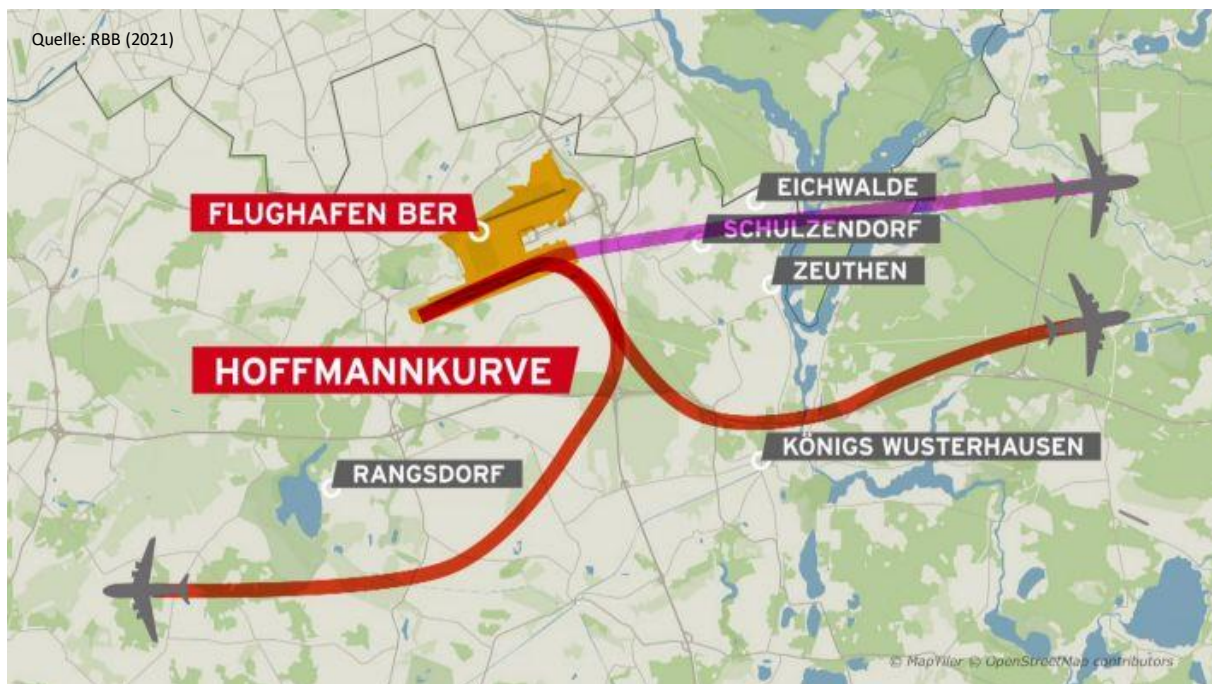 Quelle: RBB (2021)
EICHWALDE
FLUGHAFEN BER
SCHULZENDORF
ZEUTHEN
HOFFMANNKURVE
KÖNIGS WUSTERHAUSEN
RANGSDORF
© MapTiler © OpenStreetMap contributors